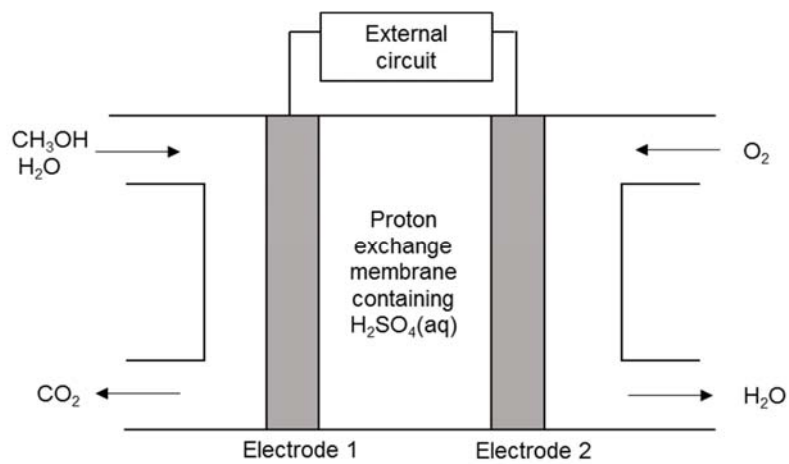 External
circuit
CH₃OH
H₂O
O₂
Proton
exchange
membrane
containing
H₂SO₄(aq)
CO₂
H₂O
Electrode 1
Electrode 2